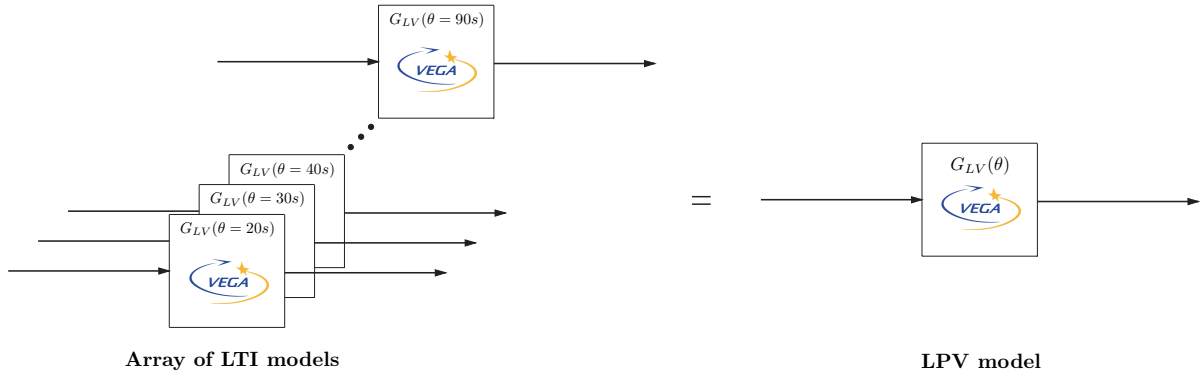 G_{LV}(θ = 90s)
VEGA
G_{LV}(θ = 40s)
G_{LV}(θ = 30s)
G_{LV}(θ = 20s)
VEGA
Array of LTI models
=
G_{LV}(θ)
VEGA
LPV model